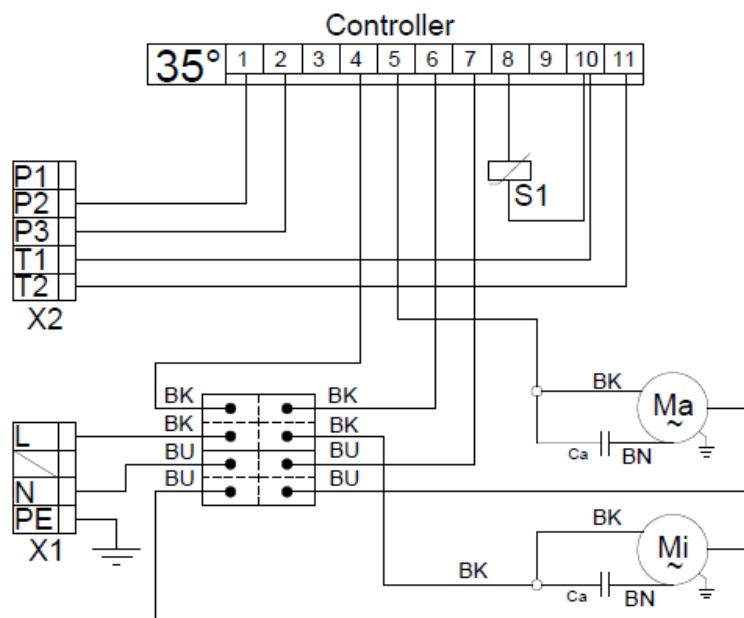 Controller
35° 1 2 3 4 5 6 7 8 9 10 11
P1
P2
P3
T1
T2
X2
S1
BK BK
BK BK
BU BU
BU BU
L
N
PE
X1
BK
Ma
~
Ca BN
BK
Mi
~
BK
Ca BN